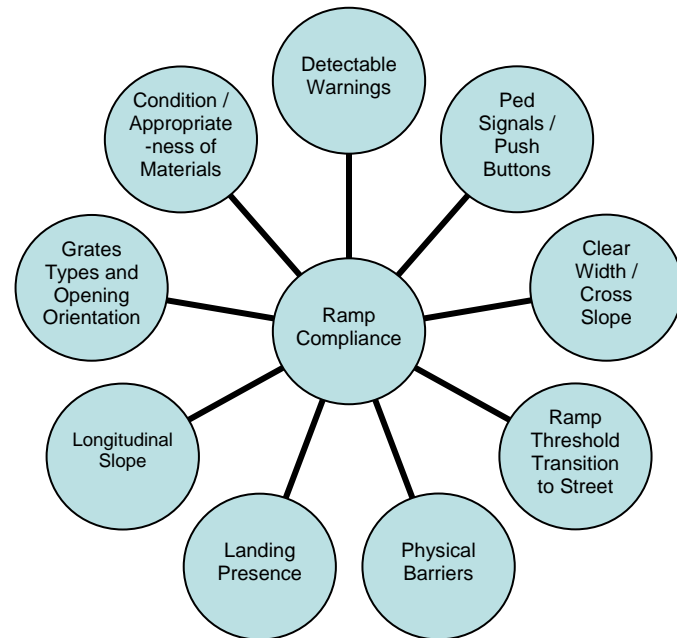 Detectable
Warnings
Ped
Signals /
Push
Buttons
Clear
Width /
Cross
Slope
Ramp
Threshold
Transition
to Street
Physical
Barriers
Landing
Presence
Longitudinal
Slope
Grates
Types and
Opening
Orientation
Condition /
Appropriate
-ness of
Materials
Ramp
Compliance